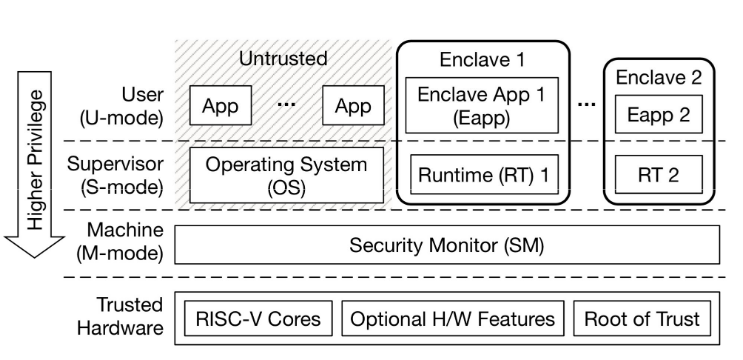 Untrusted
Enclave 1
Enclave 2
Higher Privilege
User
(U-mode)
App
...
App
Enclave App 1
(Eapp)
...
Eapp 2
Supervisor
(S-mode)
Operating System
(OS)
Runtime (RT) 1
RT 2
Machine
(M-mode)
Security Monitor (SM)
Trusted
Hardware
RISC-V Cores
Optional H/W Features
Root of Trust